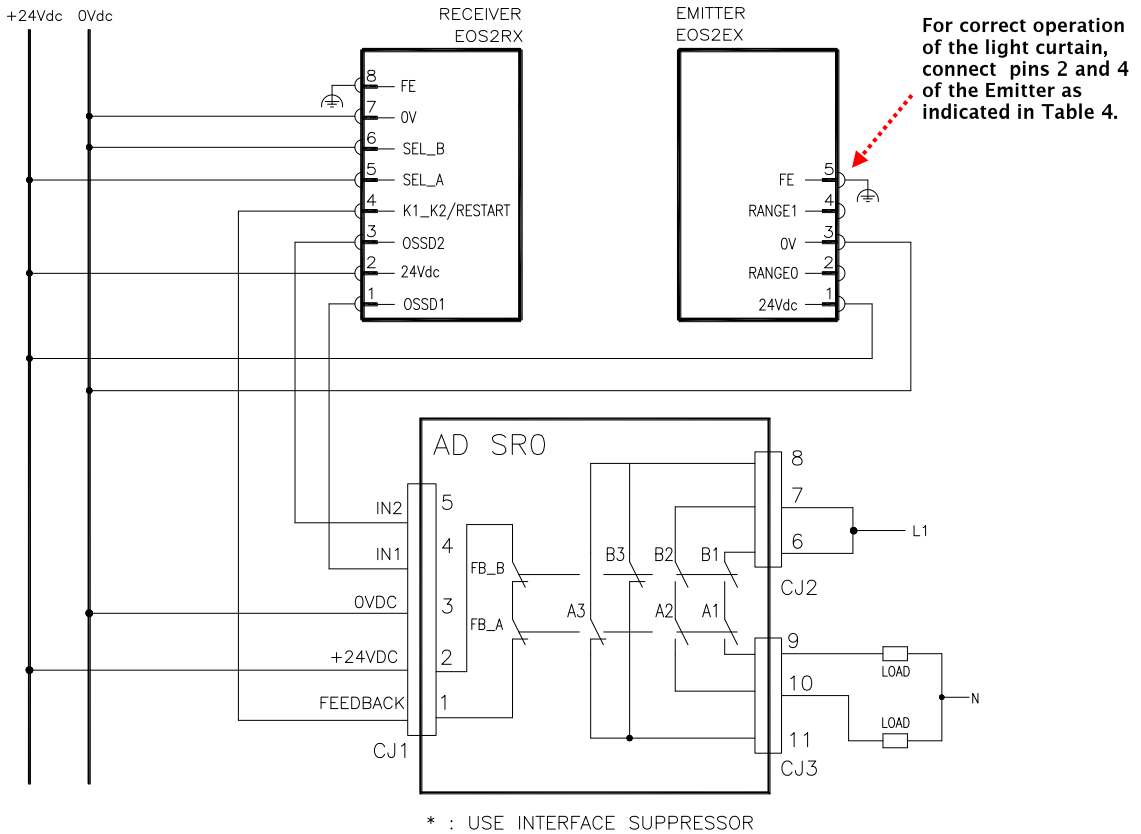 +24Vdc 0Vdc
RECEIVER
EOS2RX
EMITTER
EOS2EX
For correct operation
of the light curtain,
connect pins 2 and 4
of the Emitter as
indicated in Table 4.
8 FE
7 0V
6 SEL_B
5 SEL_A
4 K1_K2/RESTART
3 OSSD2
2 24Vdc
1 OSSD1
FE 5
RANGE1 4
0V 3
RANGE0 2
24Vdc 1
AD SR0
IN2 5
IN1 4
0VDC 3
+24VDC 2
FEEDBACK 1
CJ1
FB_B
FB_A
B3 B2 B1
A3 A2 A1
8
7
6
L1
CJ2
9
10
11
CJ3
LOAD
LOAD
N
* : USE INTERFACE SUPPRESSOR